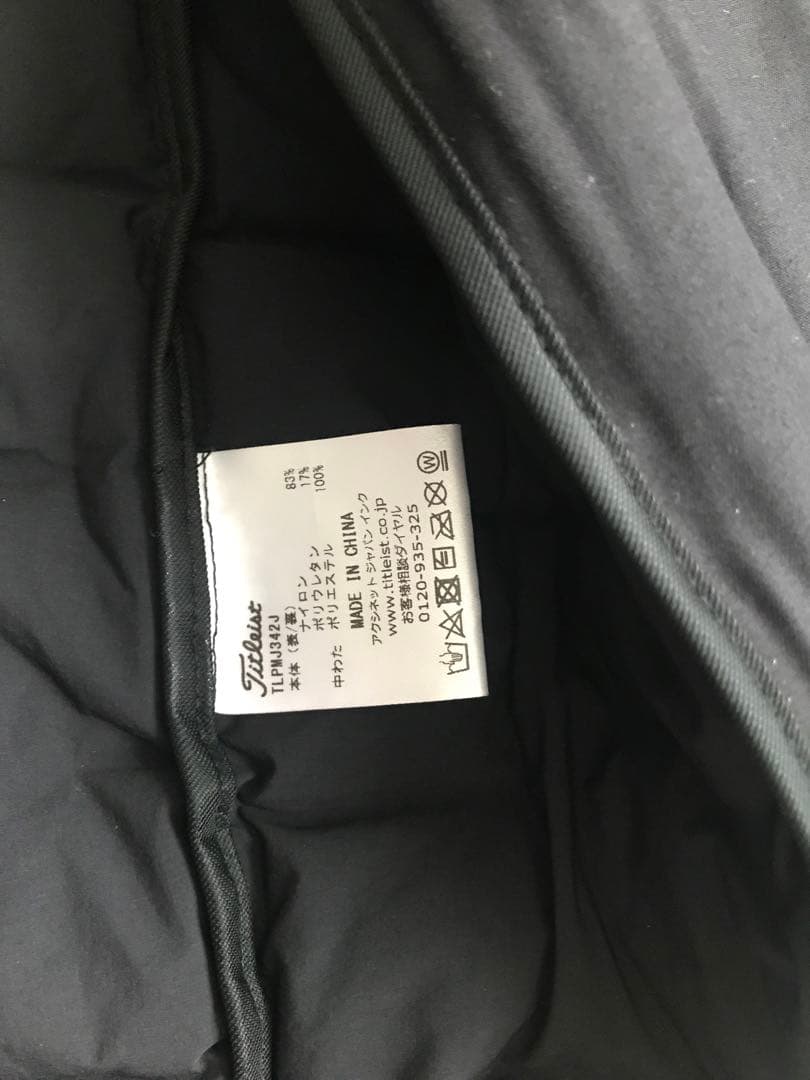 Titleist
TLPMJ342J
本体（表/裏）
ナイロン 83%
ポリウレタン 17%
中わた ポリエステル 100%
MADE IN CHINA
アクシネット ジャパン インク
www.titleist.co.jp
お客様相談ダイヤル
0120-935-325
W